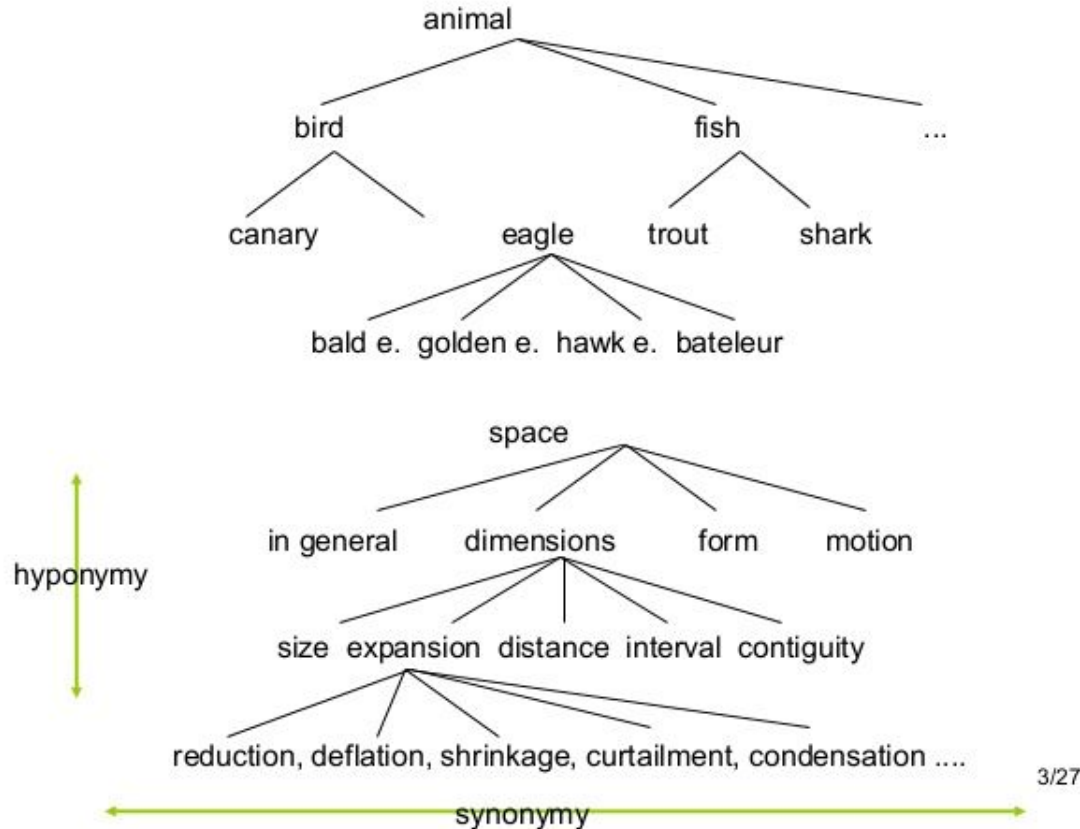 animal
bird fish ...
canary eagle trout shark
bald e. golden e. hawk e. bateleur
space
in general dimensions form motion
hyponymy
size expansion distance interval contiguity
reduction, deflation, shrinkage, curtailment, condensation ....
3/27
synonymy